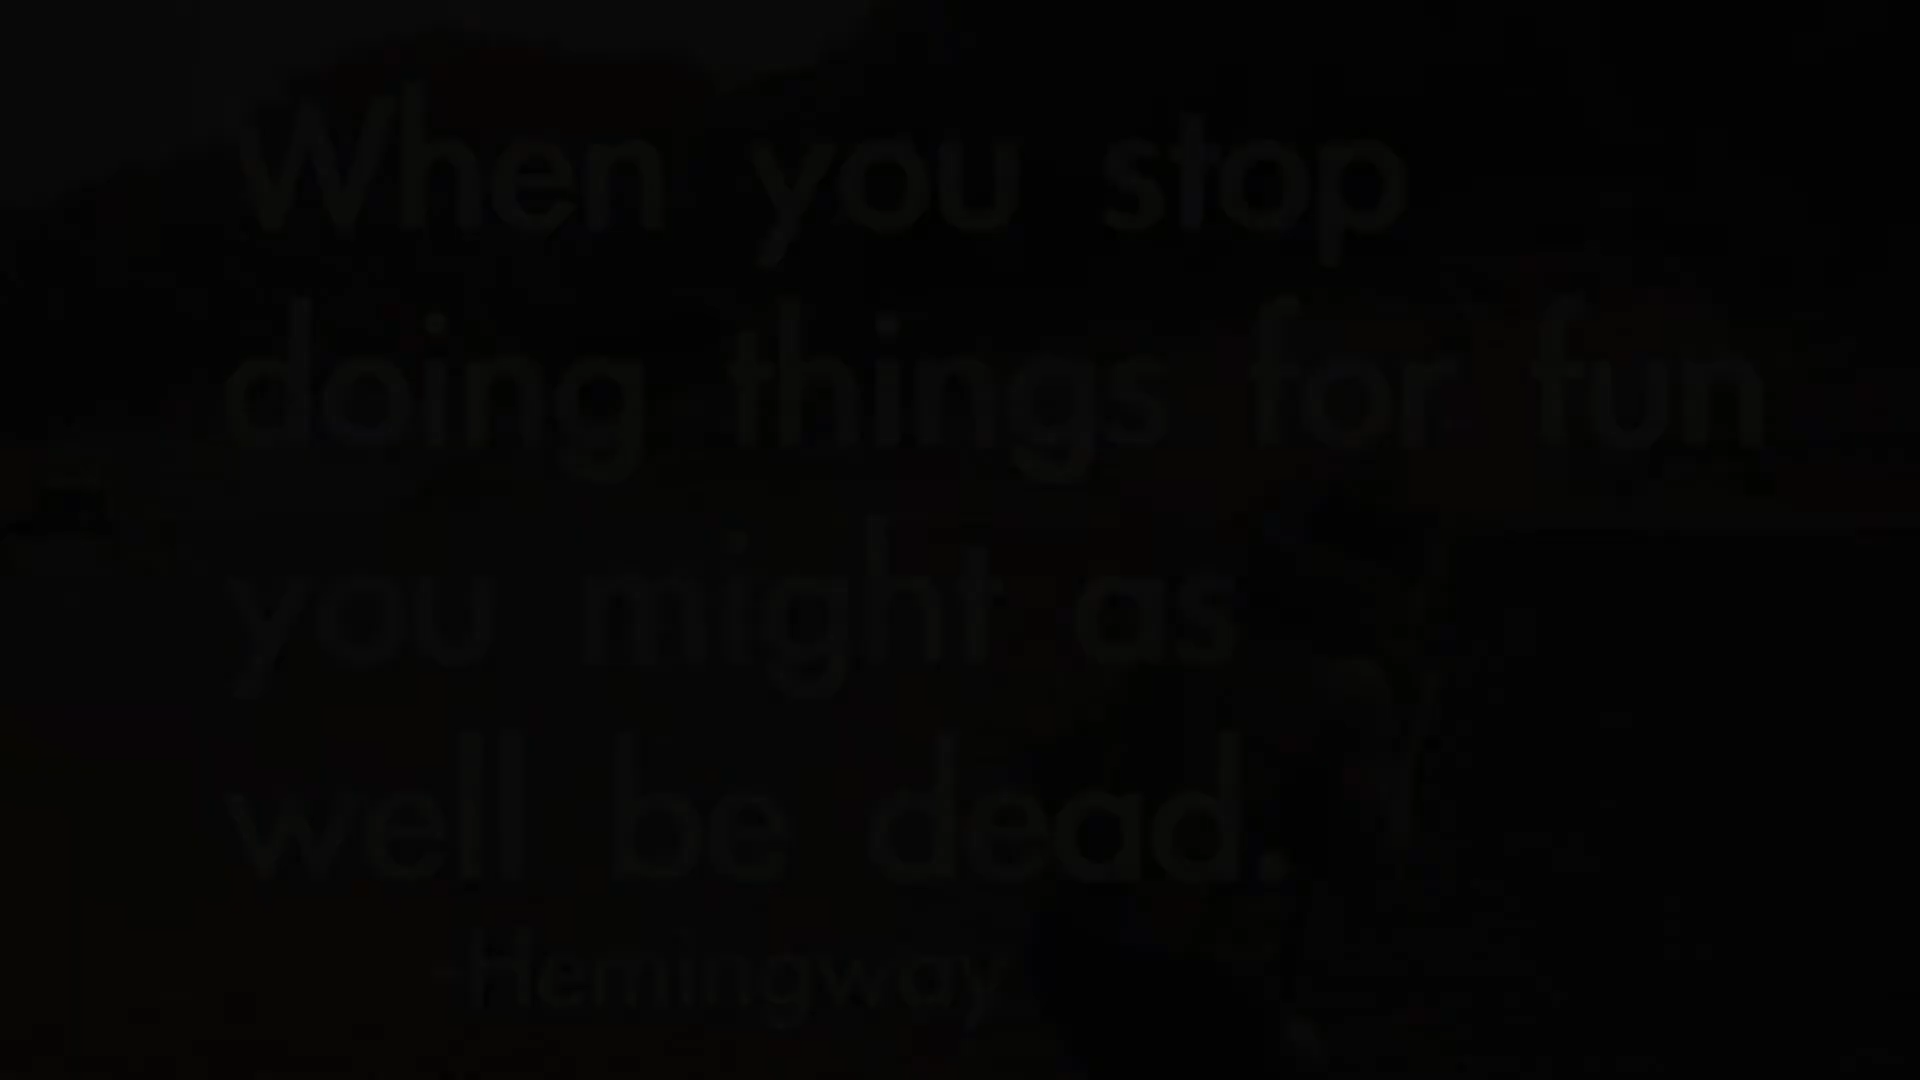 When you stop
doing things for fun
you might as
well be dead.
-Hemingway